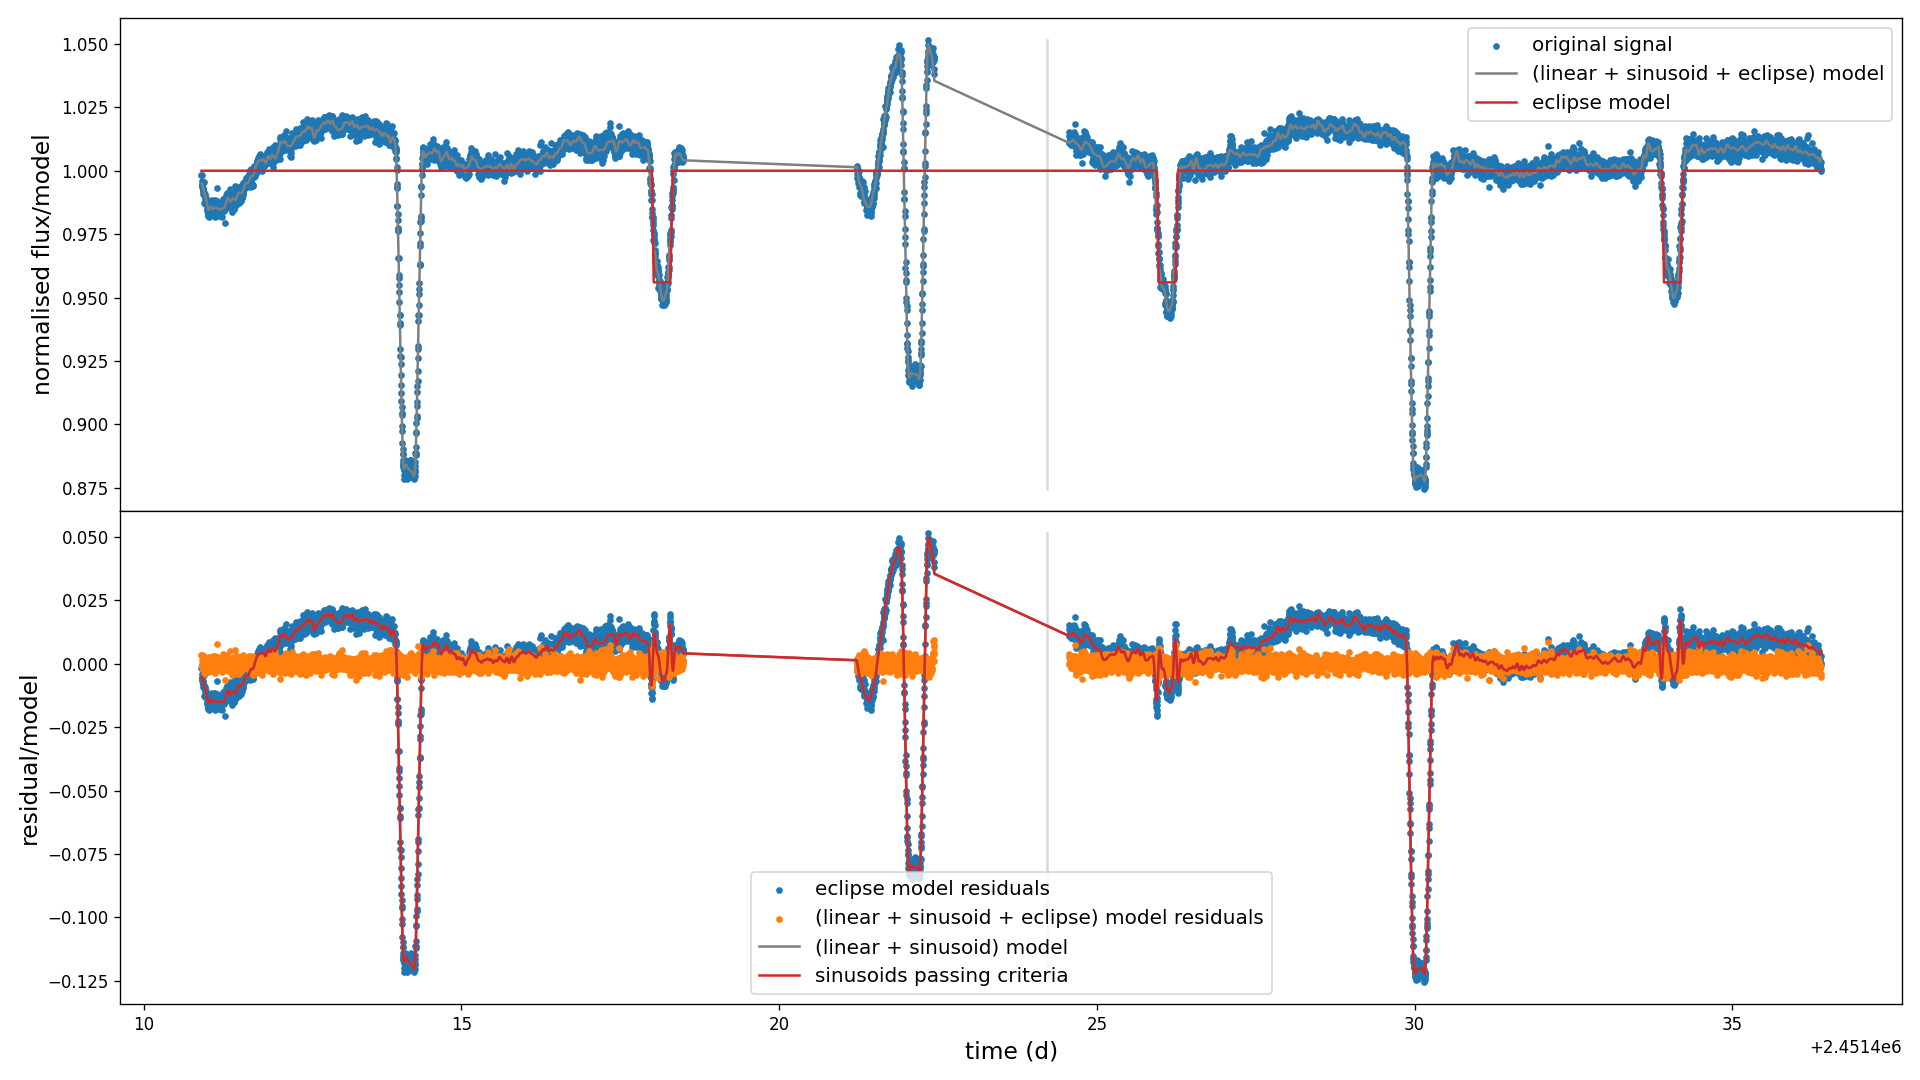 1.050
1.025
1.000
0.975
0.950
0.925
0.900
0.875
normalised flux/model
original signal
(linear + sinusoid + eclipse) model
eclipse model
0.050
0.025
0.000
−0.025
−0.050
−0.075
−0.100
−0.125
residual/model
eclipse model residuals
(linear + sinusoid + eclipse) model residuals
(linear + sinusoid) model
sinusoids passing criteria
10 15 20 25 30 35
time (d)
+2.4514e6